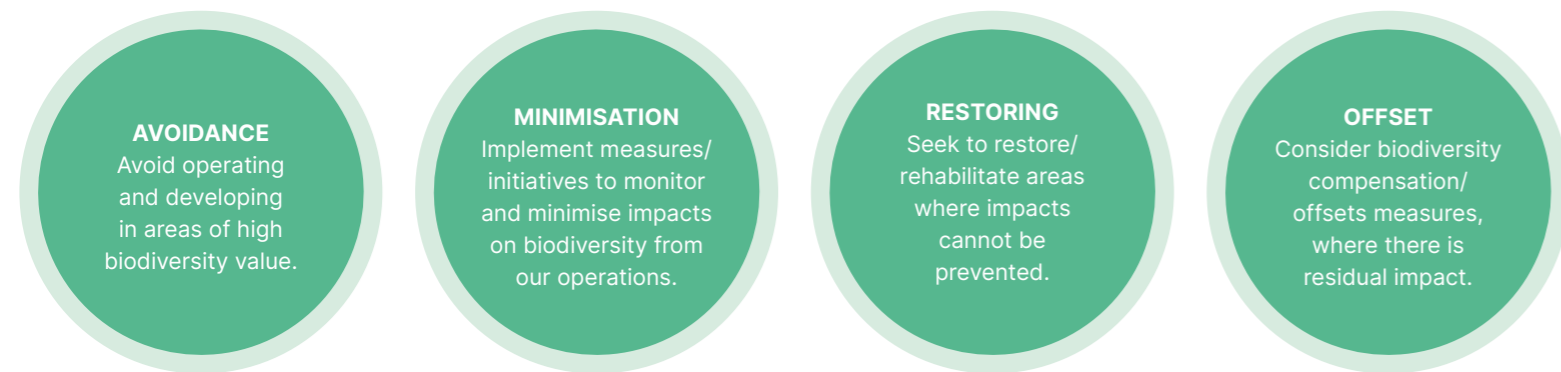 AVOIDANCE
Avoid operating
and developing
in areas of high
biodiversity value.
MINIMISATION
Implement measures/
initiatives to monitor
and minimise impacts
on biodiversity from
our operations.
RESTORING
Seek to restore/
rehabilitate areas
where impacts
cannot be
prevented.
OFFSET
Consider biodiversity
compensation/
offsets measures,
where there is
residual impact.